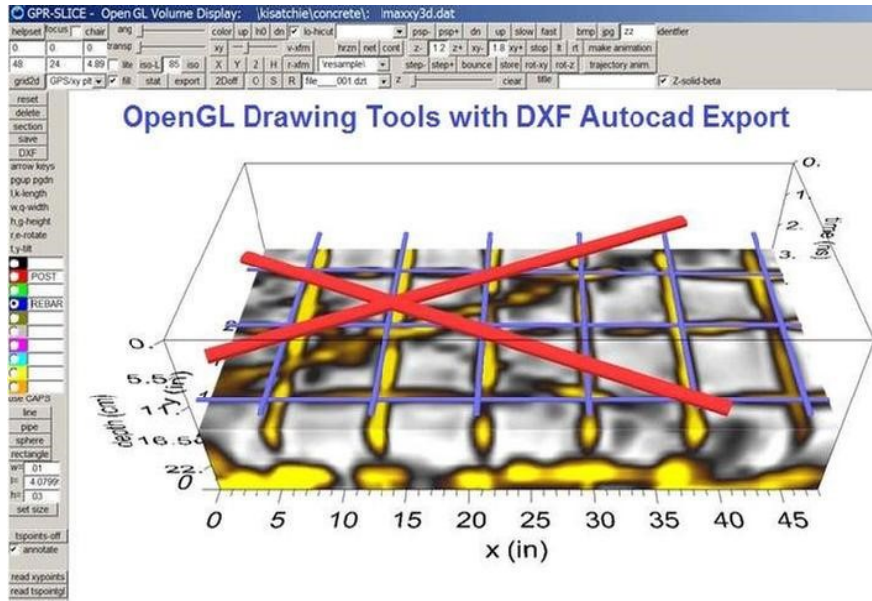 GPR-SLICE - Open GL Volume Display: \kisatchie\concrete\: maxxy3d.dat
helpset focus chair ang color up h0 dn lo-hicut psp- psp+ dn up slow fast bmp jpg zz identfier
0. 0. 0. transp xy v-xfm hrzn net cont z- 1.2 z+ xy- 1.8 xy+ stop lt rt make animation
48 24 4.89 lite iso-L 85 iso X Y Z H r-xfm \resample\ step- step+ bounce store rot-xy rot-z trajectory anim.
grid2d GPS/xy plt fill stat export 2Doff O S R file____001.dzt z clear title Z-solid-beta
reset
delete
section
save
DXF
arrow keys
pgup pgdn
l,k-length
w,q-width
h,g-height
r,e-rotate
t,y-tilt
POST
REBAR
use CAPS
line
pipe
sphere
rectangle
w= .01
l= 4.0799
h= .03
set size
tspoints-off
annotate
read xypoints
read tspointgl
OpenGL Drawing Tools with DXF Autocad Export
0.
1.
2.
3.
time (ns)
0.
5.5
11.
16.5
22.
depth (cm)
y (in)
0
0 5 10 15 20 25 30 35 40 45
x (in)